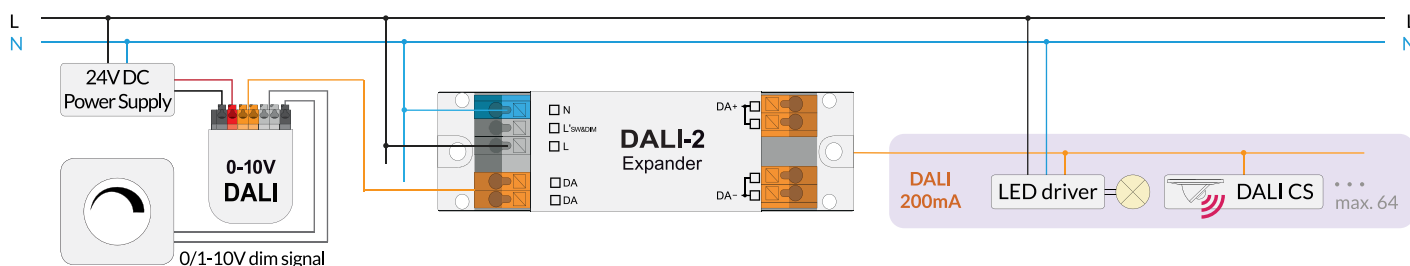 L
L
N
N
24V DC
Power Supply
0-10V
DALI
0/1-10V dim signal
N
L'SW&DIM
L
DA
DA
DALI-2
Expander
DA+
DA−
DALI
200mA
LED driver
DALI CS
...
max. 64